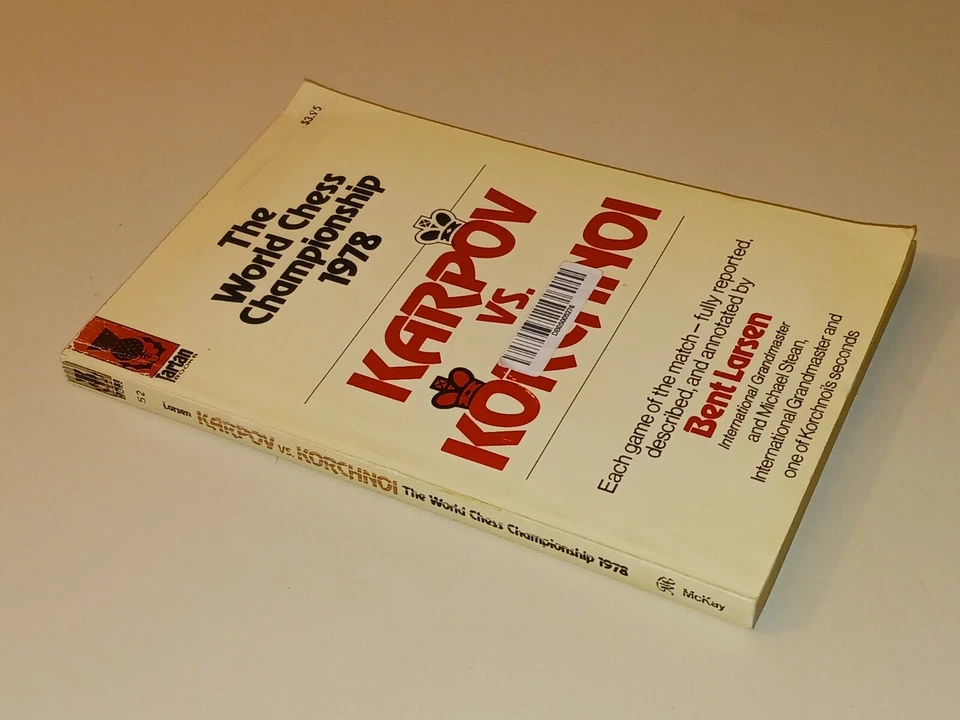 $3.95
The
World Chess
Championship
1978
KARPOV
vs.
KORCHNOI
Each game of the match – fully reported,
described, and annotated by
Bent Larsen
International Grandmaster
and Michael Stean,
International Grandmaster and
one of Korchnoi's seconds
Tartan
52
Larsen KARPOV vs. KORCHNOI The World Chess Championship 1978 McKay